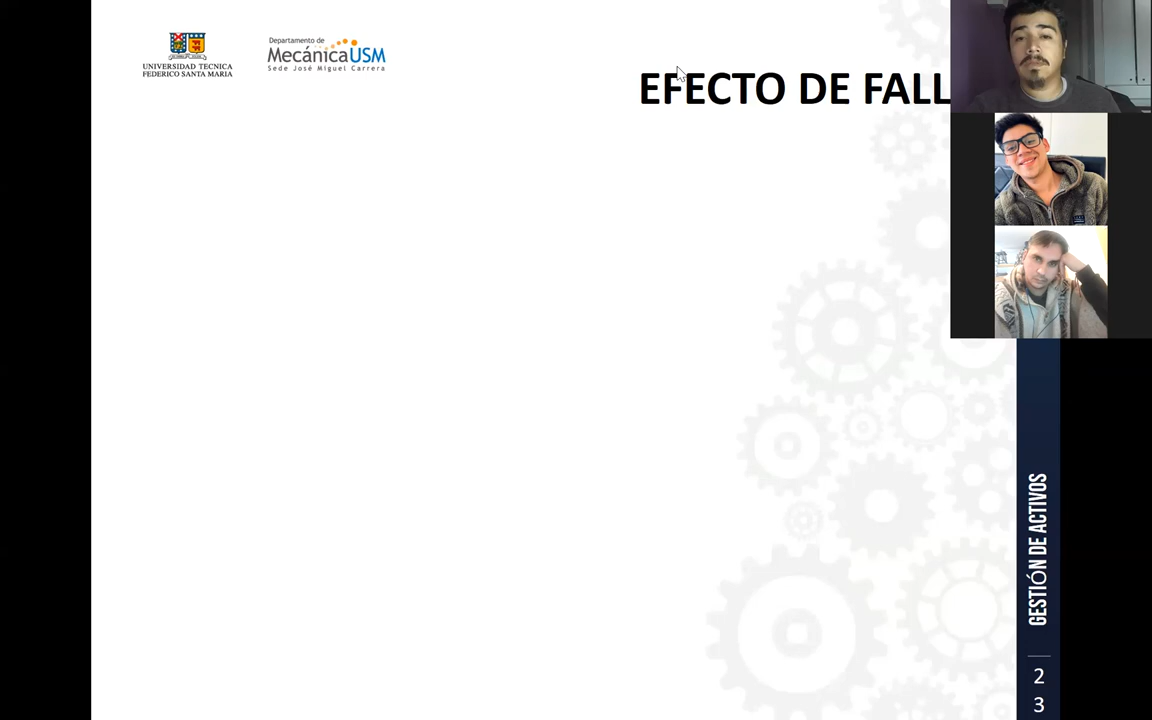 UNIVERSIDAD TECNICA
FEDERICO SANTA MARIA
Departamento de
MecánicaUSM
Sede José Miguel Carrera
EFECTO DE FALL
GESTIÓN DE ACTIVOS
2
3